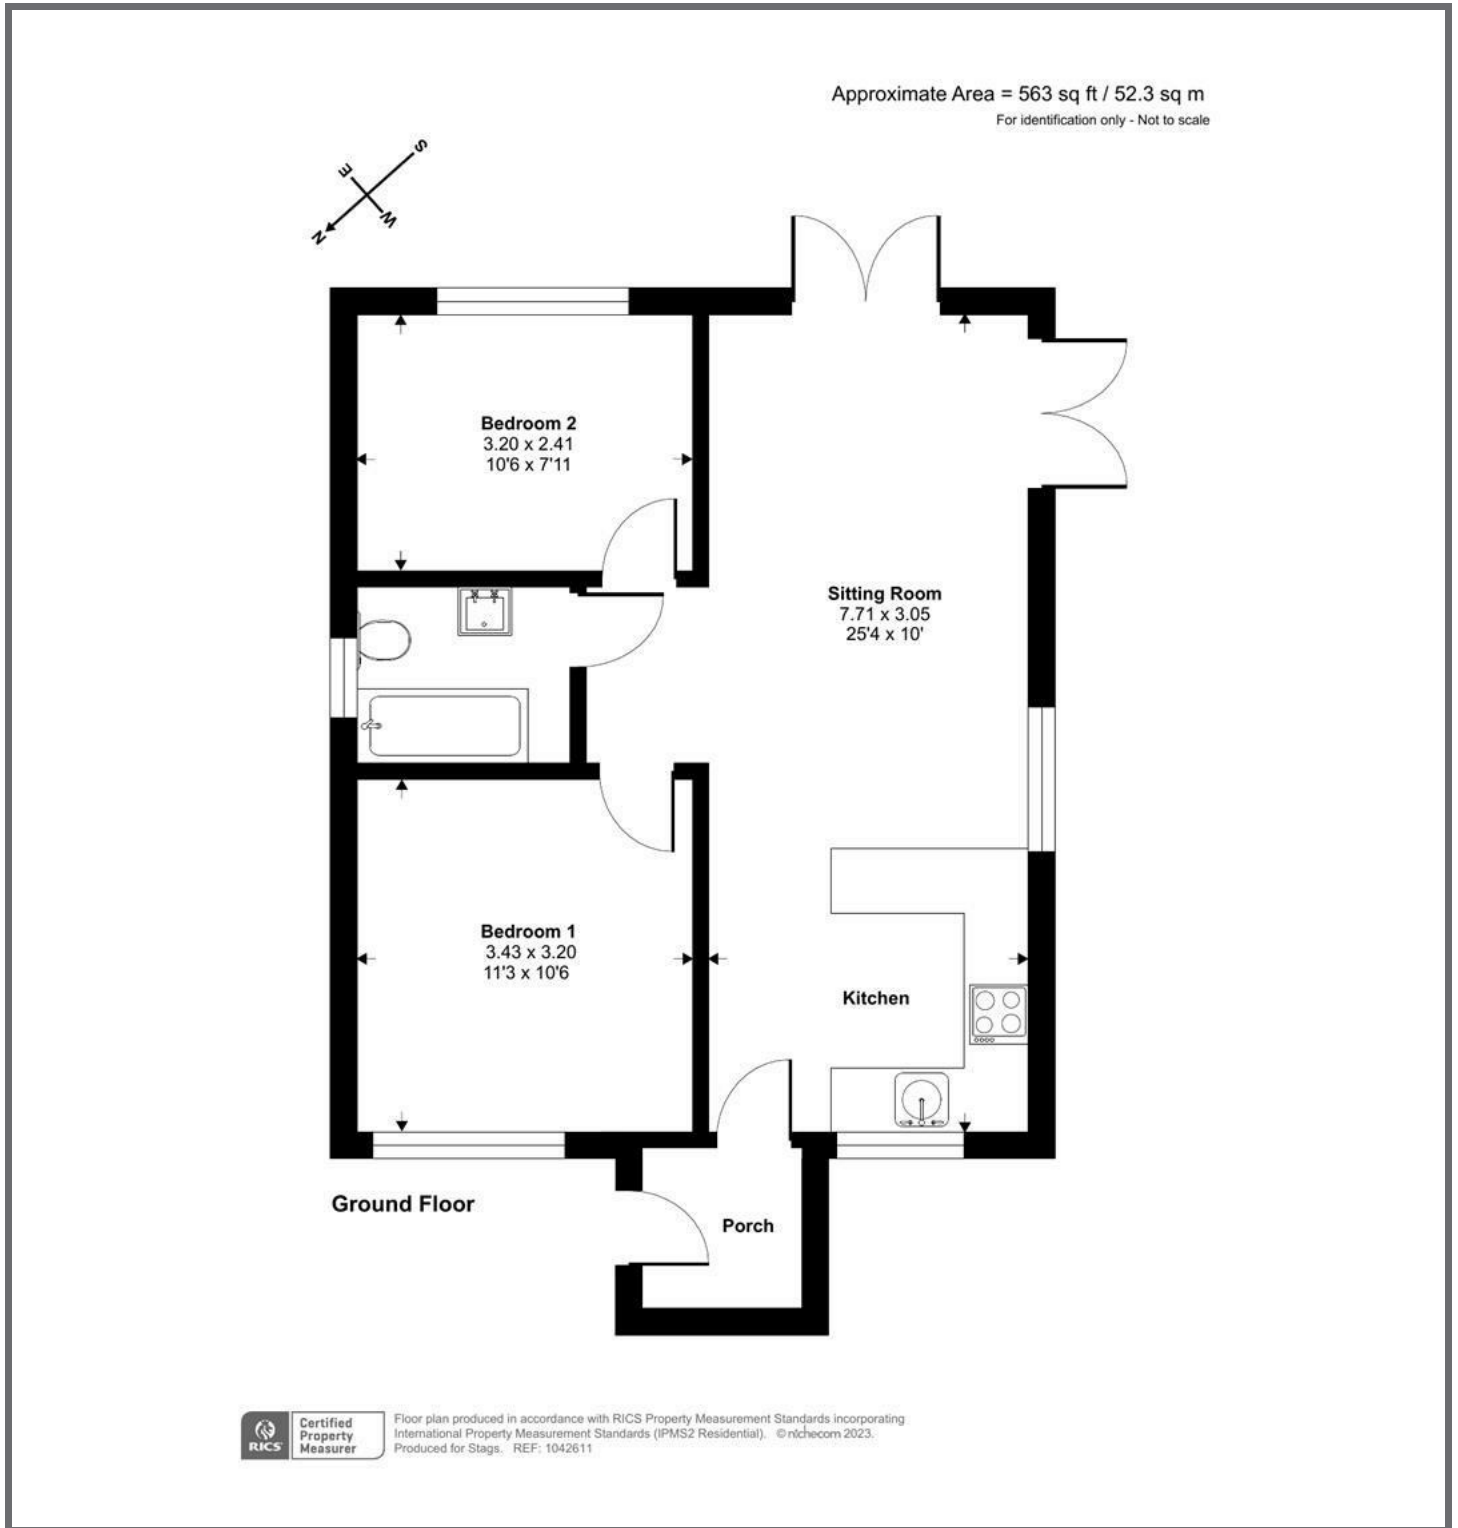 Approximate Area = 563 sq ft / 52.3 sq m
For identification only - Not to scale
S
E
W
N
Bedroom 2
3.20 x 2.41
10'6 x 7'11
Sitting Room
7.71 x 3.05
25'4 x 10'
Bedroom 1
3.43 x 3.20
11'3 x 10'6
Kitchen
Ground Floor
Porch
RICS
Certified
Property
Measurer
Floor plan produced in accordance with RICS Property Measurement Standards incorporating
International Property Measurement Standards (IPMS2 Residential). © nichecom 2023.
Produced for Stags. REF: 1042611